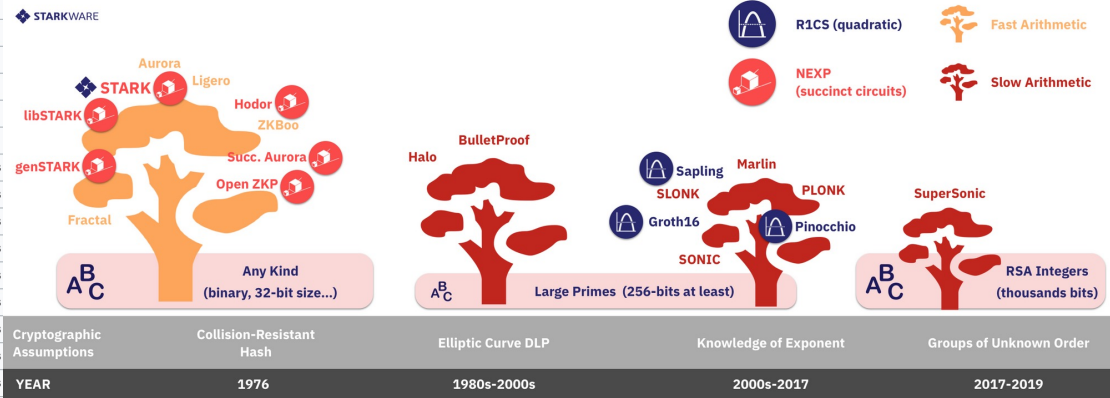 STARKWARE
R1CS (quadratic)
Fast Arithmetic
NEXP
(succinct circuits)
Slow Arithmetic
Aurora
STARK
Ligero
libSTARK
Hodor
ZKBoo
genSTARK
Succ. Aurora
Open ZKP
Fractal
BulletProof
Halo
Sapling
Marlin
SLONK
PLONK
Groth16
Pinocchio
SONIC
SuperSonic
A B C
Any Kind
(binary, 32-bit size...)
A B C
Large Primes (256-bits at least)
A B C
RSA Integers
(thousands bits)
Cryptographic
Assumptions
Collision-Resistant
Hash
Elliptic Curve DLP
Knowledge of Exponent
Groups of Unknown Order
YEAR
1976
1980s-2000s
2000s-2017
2017-2019